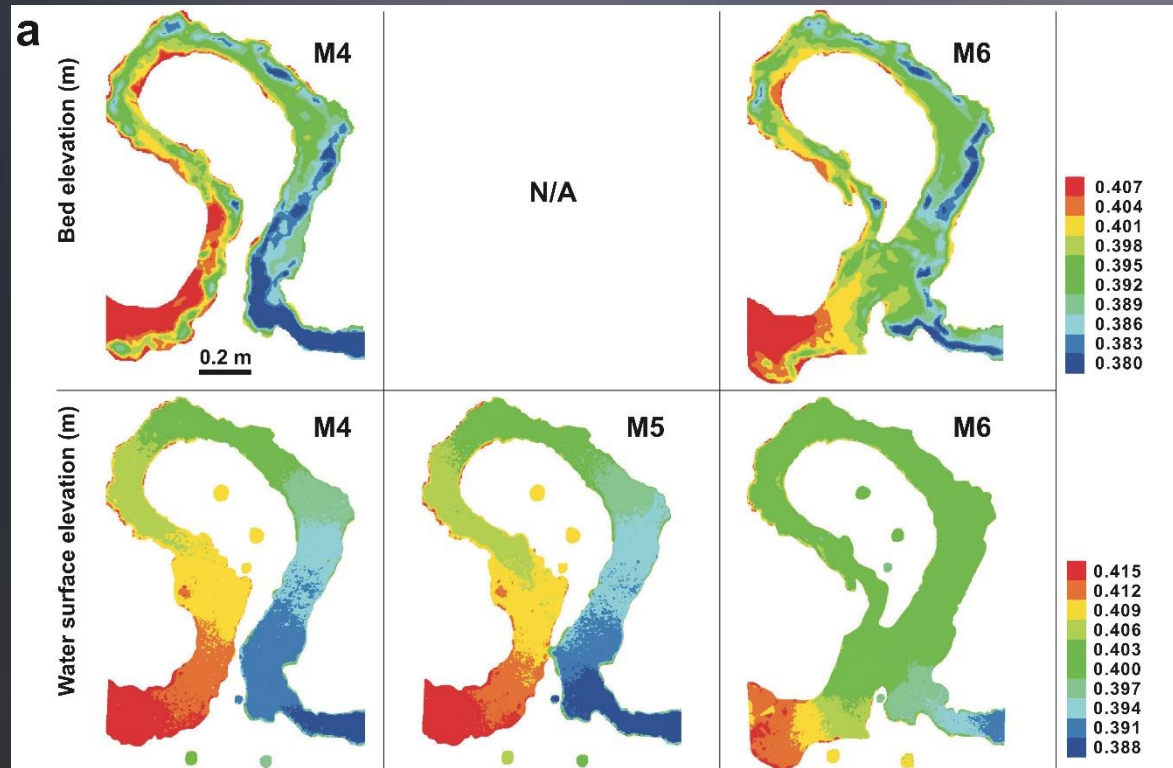 a
Bed elevation (m)
M4
N/A
M6
0.2 m
0.407
0.404
0.401
0.398
0.395
0.392
0.389
0.386
0.383
0.380
Water surface elevation (m)
M4
M5
M6
0.415
0.412
0.409
0.406
0.403
0.400
0.397
0.394
0.391
0.388